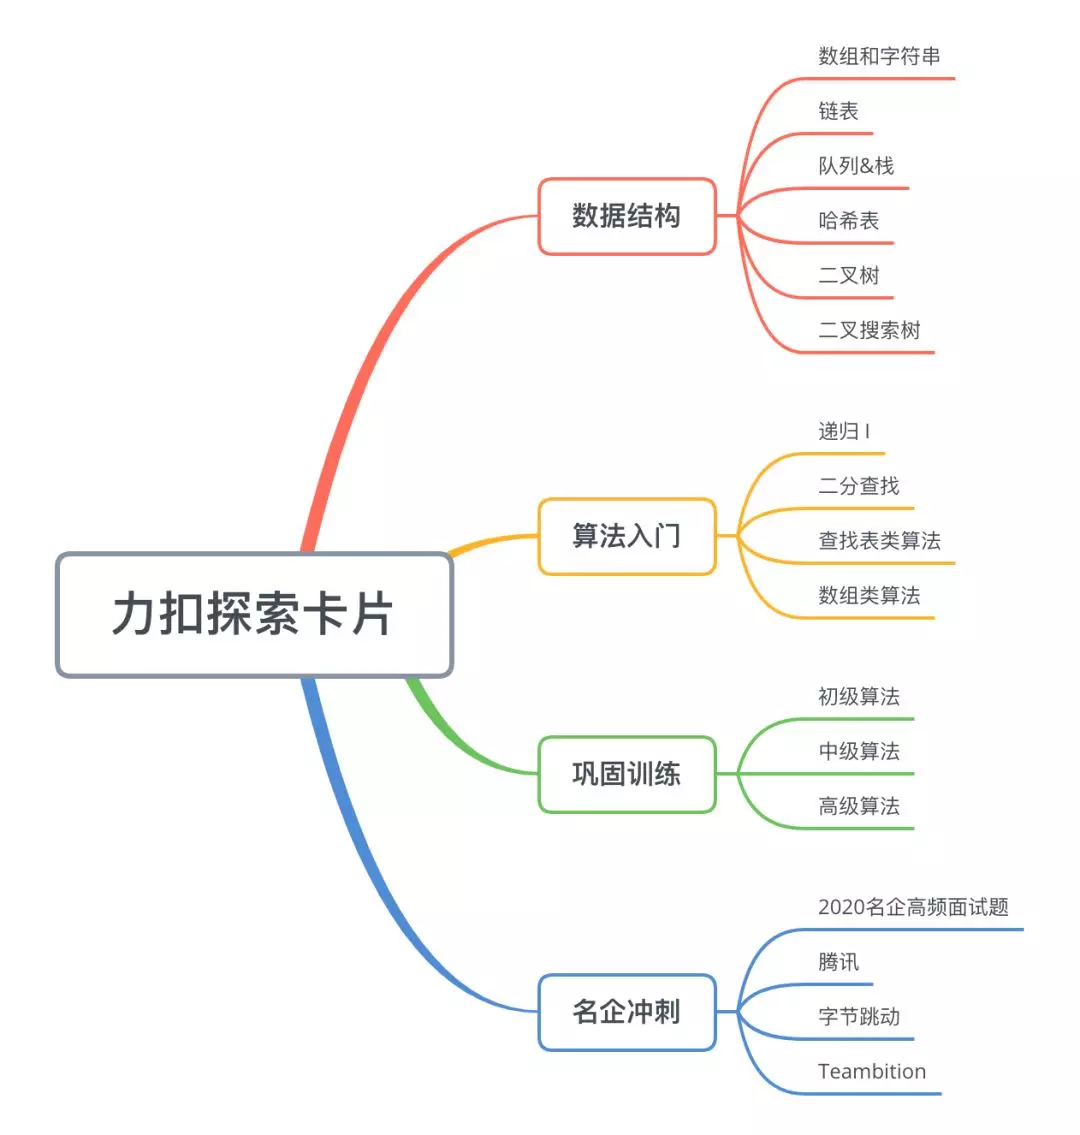 力扣探索卡片
数据结构
数组和字符串
链表
队列&栈
哈希表
二叉树
二叉搜索树
算法入门
递归 I
二分查找
查找表类算法
数组类算法
巩固训练
初级算法
中级算法
高级算法
名企冲刺
2020名企高频面试题
腾讯
字节跳动
Teambition